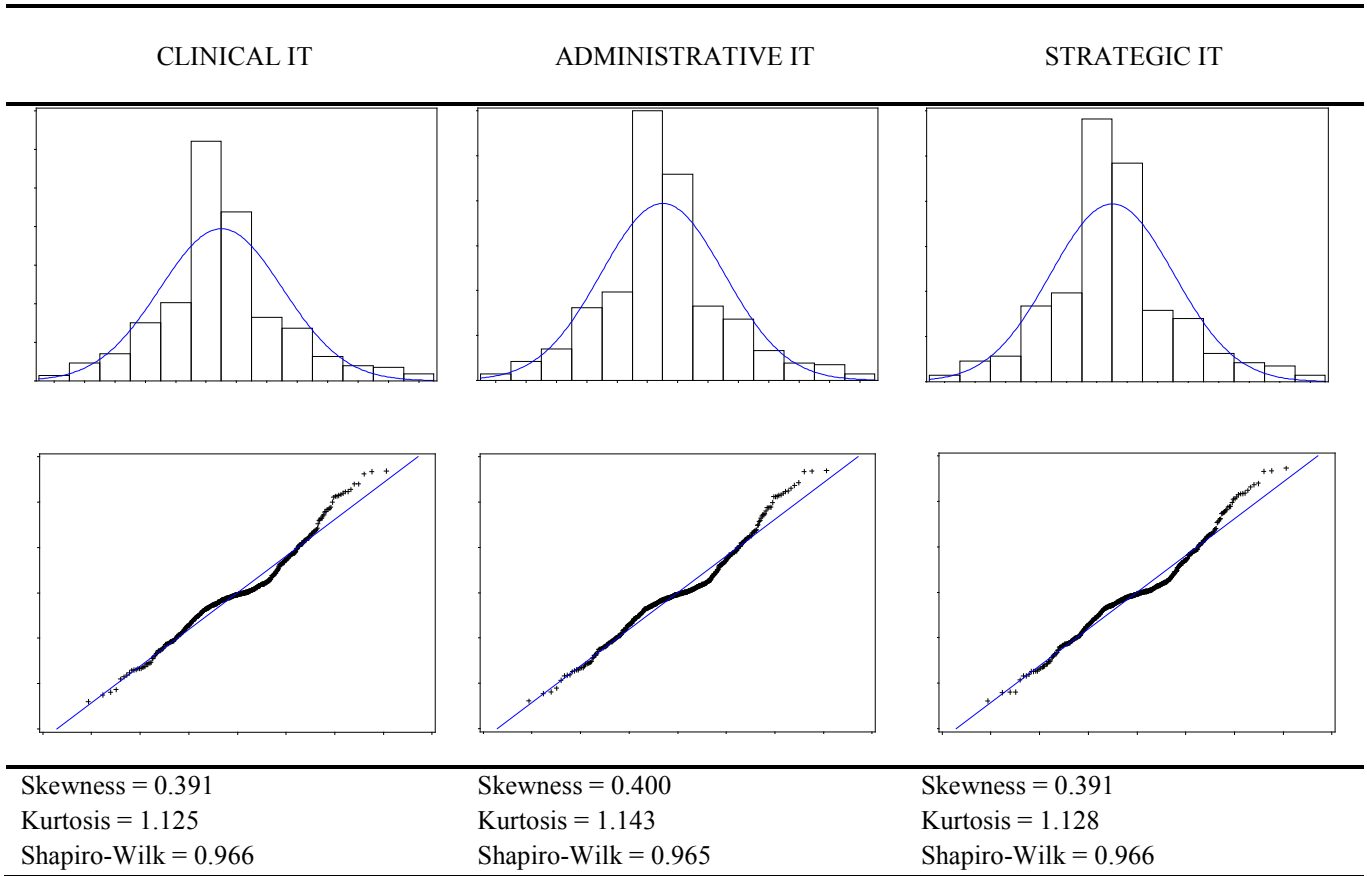 CLINICAL IT
ADMINISTRATIVE IT
STRATEGIC IT
Skewness = 0.391
Kurtosis = 1.125
Shapiro-Wilk = 0.966
Skewness = 0.400
Kurtosis = 1.143
Shapiro-Wilk = 0.965
Skewness = 0.391
Kurtosis = 1.128
Shapiro-Wilk = 0.966